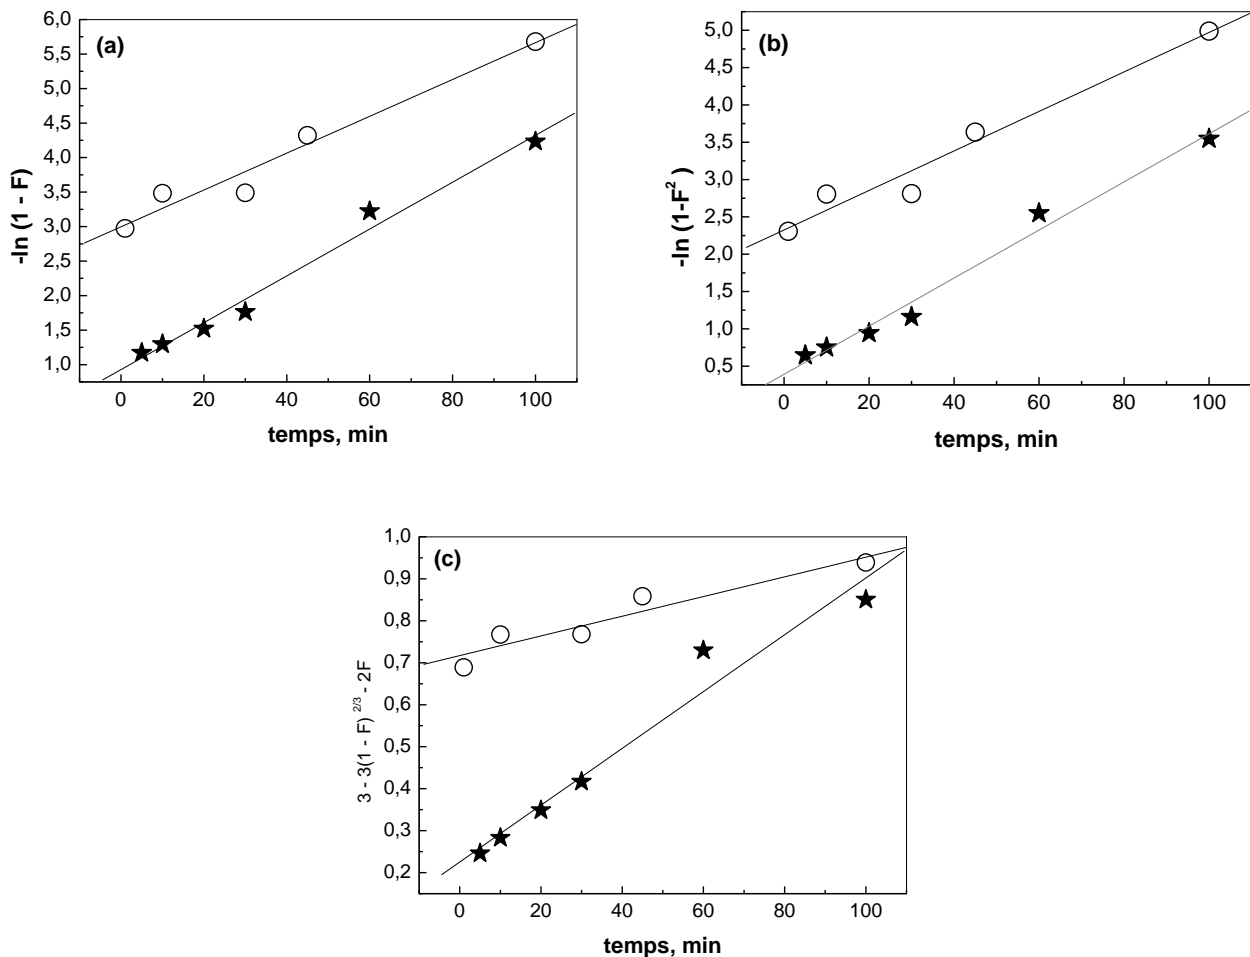 (a)
-ln (1 - F)
6,0
5,5
5,0
4,5
4,0
3,5
3,0
2,5
2,0
1,5
1,0
0 20 40 60 80 100
temps, min
(b)
-ln (1-F²)
5,0
4,5
4,0
3,5
3,0
2,5
2,0
1,5
1,0
0,5
0 20 40 60 80 100
temps, min
(c)
3 - 3(1 - F) 2/3 - 2F
1,0
0,9
0,8
0,7
0,6
0,5
0,4
0,3
0,2
0 20 40 60 80 100
temps, min